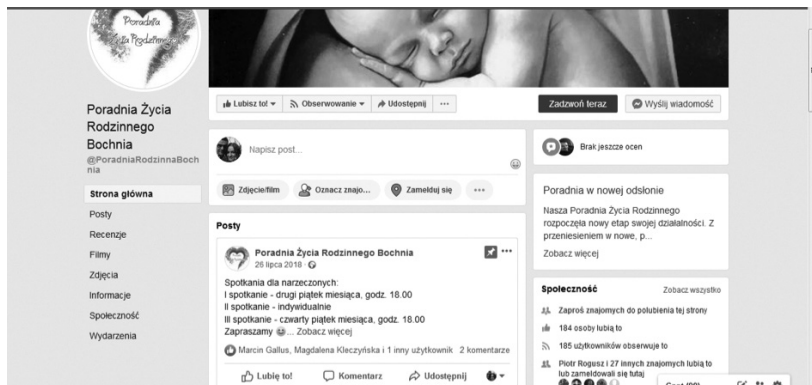 Poradnia
Życia Rodzinnego
Poradnia Życia
Rodzinnego
Bochnia
@PoradniaRodzinnaBoch
nia
Strona główna
Posty
Recenzje
Filmy
Zdjęcia
Informacje
Społeczność
Wydarzenia
Lubisz to!
Obserwowanie
Udostępnij
Zadzwoń teraz
Wyślij wiadomość
Napisz post...
Zdjęcie/film
Oznacz znajo...
Zamelduj się
Posty
Poradnia Życia Rodzinnego Bochnia
26 lipca 2018
Spotkania dla narzeczonych:
I spotkanie - drugi piątek miesiąca, godz. 18.00
II spotkanie - indywidualnie
III spotkanie - czwarty piątek miesiąca, godz. 18.00
Zapraszamy ... Zobacz więcej
Marcin Gallus, Magdalena Kleczyńska i 1 inny użytkownik 2 komentarze
Lubię to!
Komentarz
Udostępnij
Brak jeszcze ocen
Poradnia w nowej odsłonie
Nasza Poradnia Życia Rodzinnego
rozpoczęła nowy etap swojej działalności. Z
przeniesieniem w nowe, p...
Zobacz więcej
Społeczność
Zobacz wszystko
Zaproś znajomych do polubienia tej strony
184 osoby lubią to
185 użytkowników obserwuje to
Piotr Rogusz i 27 innych znajomych lubią to
lub zameldowali się tutaj